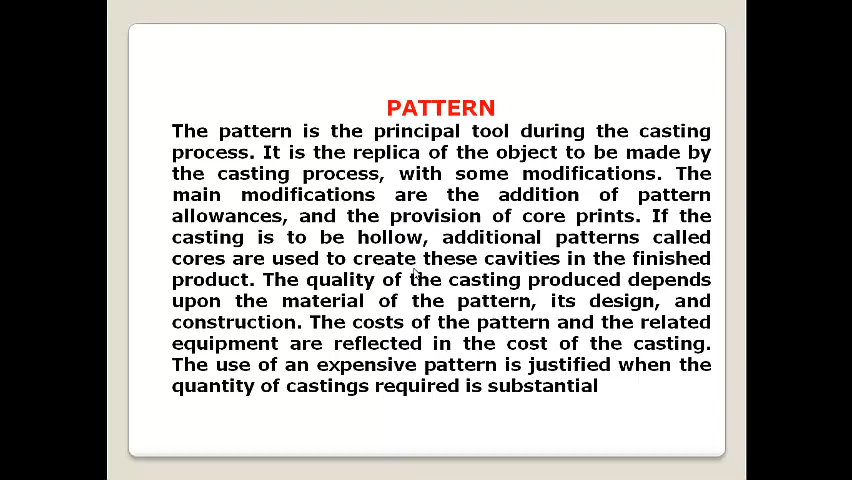 PATTERN
The pattern is the principal tool during the casting
process. It is the replica of the object to be made by
the casting process, with some modifications. The
main modifications are the addition of pattern
allowances, and the provision of core prints. If the
casting is to be hollow, additional patterns called
cores are used to create these cavities in the finished
product. The quality of the casting produced depends
upon the material of the pattern, its design, and
construction. The costs of the pattern and the related
equipment are reflected in the cost of the casting.
The use of an expensive pattern is justified when the
quantity of castings required is substantial